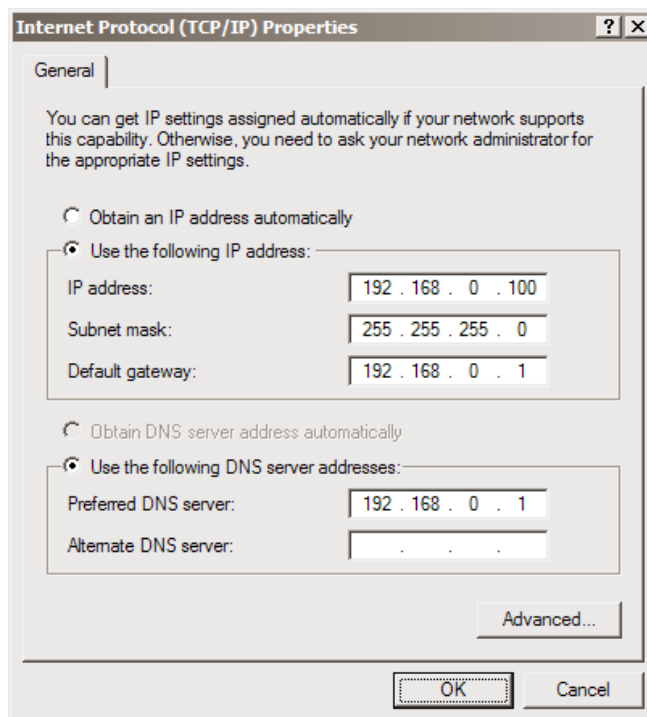 Internet Protocol (TCP/IP) Properties
General
You can get IP settings assigned automatically if your network supports
this capability. Otherwise, you need to ask your network administrator for
the appropriate IP settings.
Obtain an IP address automatically
Use the following IP address:
IP address: 192 . 168 . 0 . 100
Subnet mask: 255 . 255 . 255 . 0
Default gateway: 192 . 168 . 0 . 1
Obtain DNS server address automatically
Use the following DNS server addresses:
Preferred DNS server: 192 . 168 . 0 . 1
Alternate DNS server: . . .
Advanced...
OK Cancel